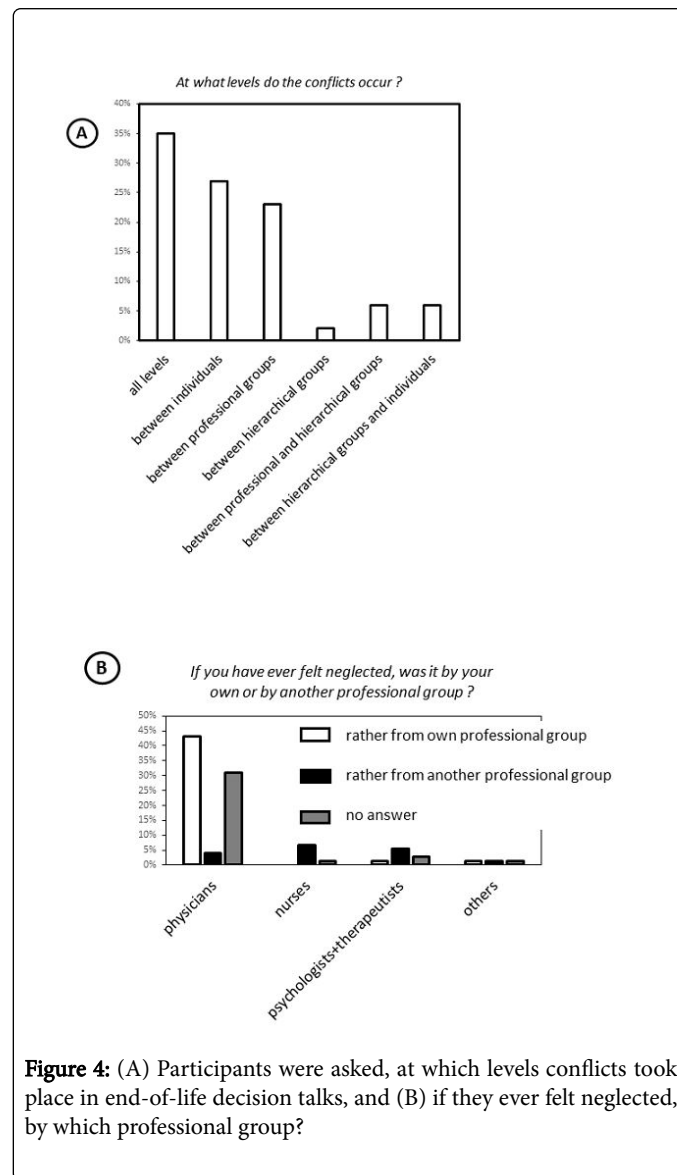 At what levels do the conflicts occur ?
A
40%
35%
30%
25%
20%
15%
10%
5%
0%
all levels
between individuals
between professional groups
between hierarchical groups
between professional and hierarchical groups
between hierarchical groups and individuals
B
If you have ever felt neglected, was it by your
own or by another professional group ?
50%
45%
40%
35%
30%
25%
20%
15%
10%
5%
0%
rather from own professional group
rather from another professional group
no answer
physicians
nurses
psychologists+therapeutists
others
Figure 4: (A) Participants were asked, at which levels conflicts took
place in end-of-life decision talks, and (B) if they ever felt neglected,
by which professional group?